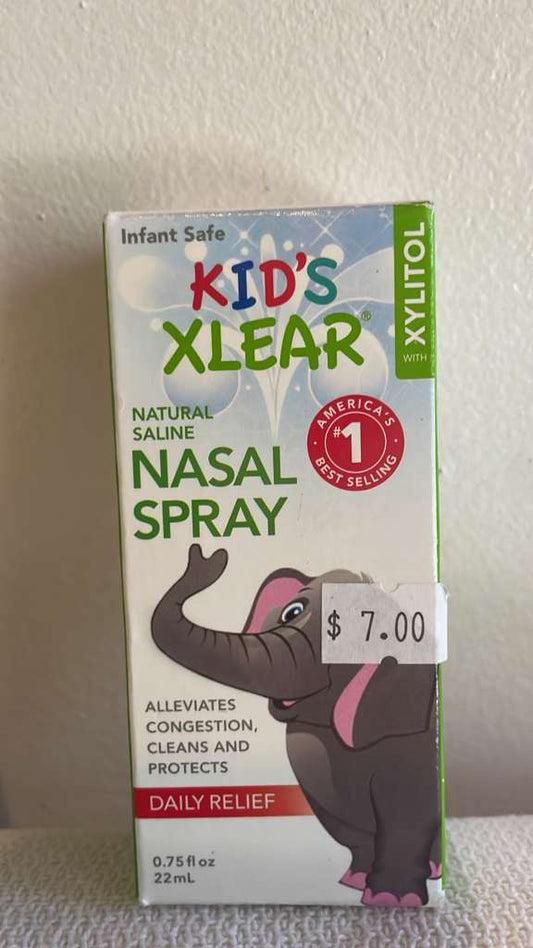 Infant Safe
KID'S
XLEAR®
WITH XYLITOL
NATURAL
SALINE
NASAL
SPRAY
AMERICA'S
#1
BEST SELLING
$ 7.00
ALLEVIATES
CONGESTION,
CLEANS AND
PROTECTS
DAILY RELIEF
0.75 fl oz
22mL